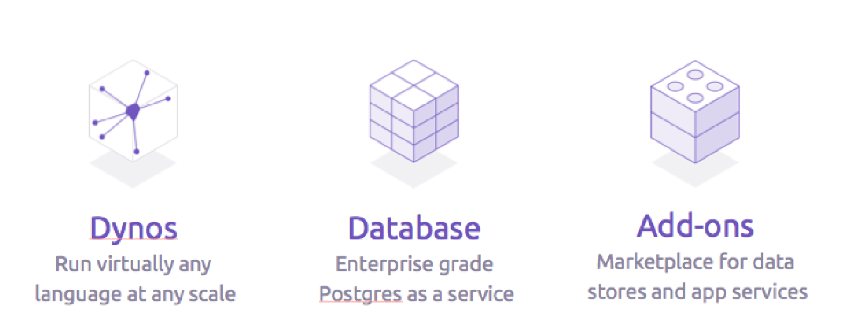 Dynos
Run virtually any
language at any scale
Database
Enterprise grade
Postgres as a service
Add-ons
Marketplace for data
stores and app services